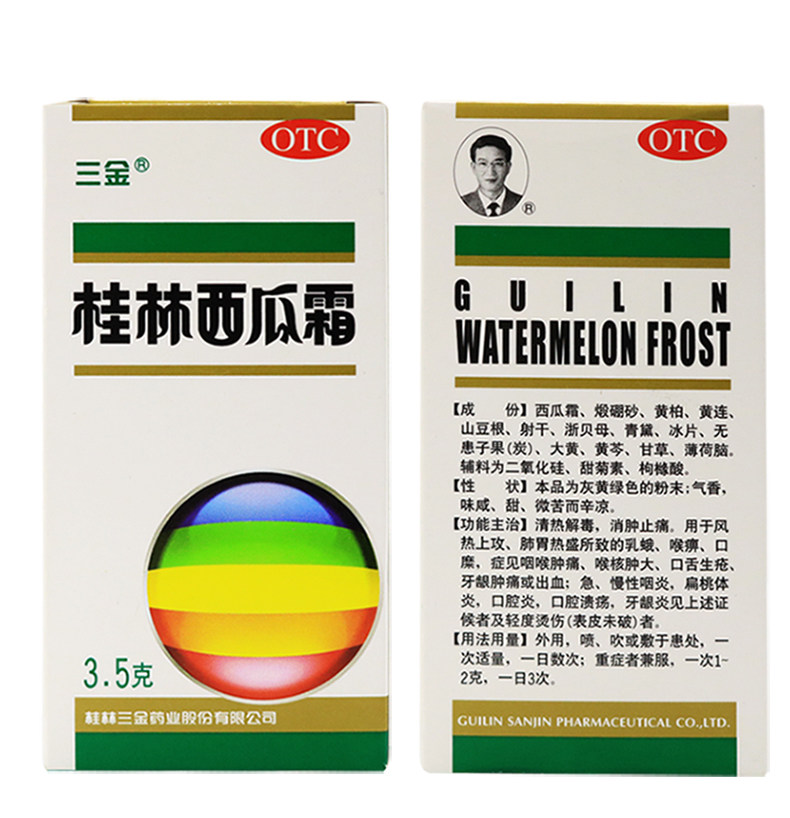 OTC
三金®
桂林西瓜霜
3.5克
桂林三金药业股份有限公司
OTC
®
GUILIN
WATERMELON FROST
【成 份】西瓜霜、煅硼砂、黄柏、黄连、
山豆根、射干、浙贝母、青黛、冰片、无
患子果(炭)、大黄、黄芩、甘草、薄荷脑。
辅料为二氧化硅、甜菊素、枸橼酸。
【性 状】本品为灰黄绿色的粉末;气香,
味咸、甜、微苦而辛凉。
【功能主治】清热解毒,消肿止痛。用于风
热上攻、肺胃热盛所致的乳蛾、喉痹、口
糜,症见咽喉肿痛、喉核肿大、口舌生疮、
牙龈肿痛或出血;急、慢性咽炎,扁桃体
炎,口腔炎,口腔溃疡,牙龈炎见上述证
候者及轻度烫伤(表皮未破)者。
【用法用量】外用,喷、吹或敷于患处,一
次适量,一日数次;重症者兼服,一次1~
2克,一日3次。
GUILIN SANJIN PHARMACEUTICAL CO.,LTD.